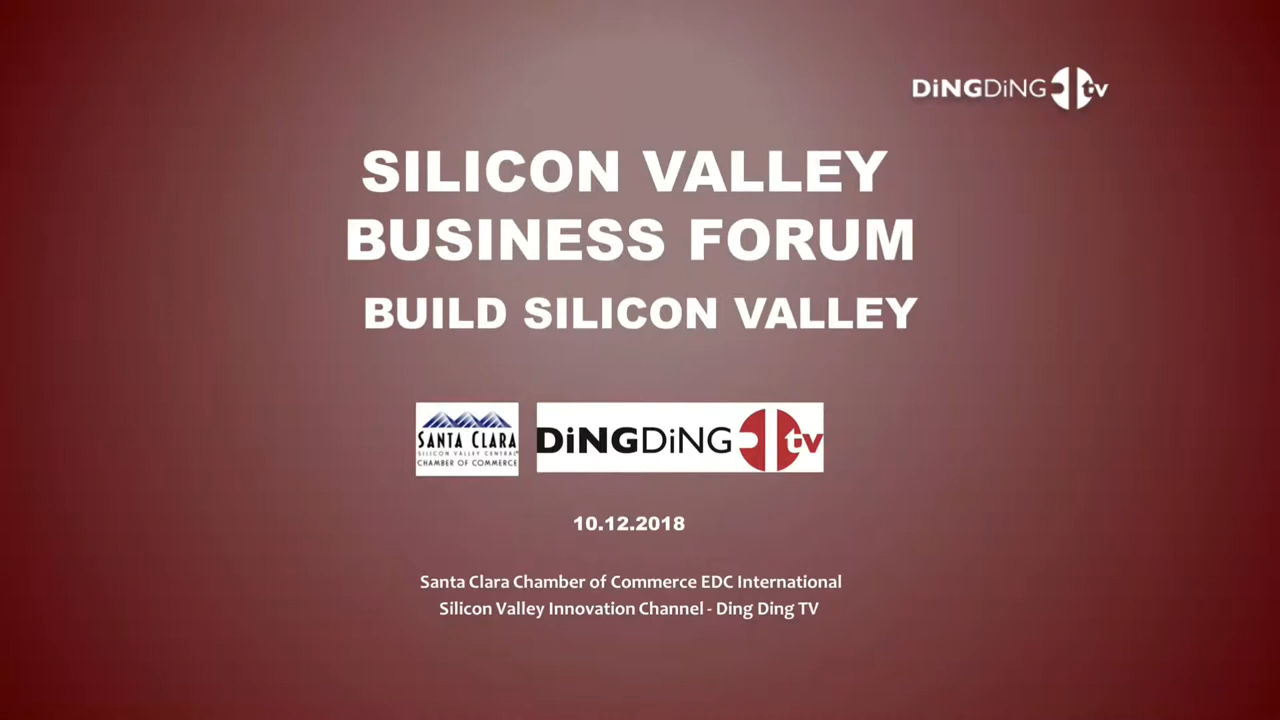 DiNGDiNG tv
SILICON VALLEY
BUSINESS FORUM
BUILD SILICON VALLEY
SANTA CLARA
SILICON VALLEY CENTRAL
CHAMBER OF COMMERCE
DiNGDiNG tv
10.12.2018
Santa Clara Chamber of Commerce EDC International
Silicon Valley Innovation Channel - Ding Ding TV